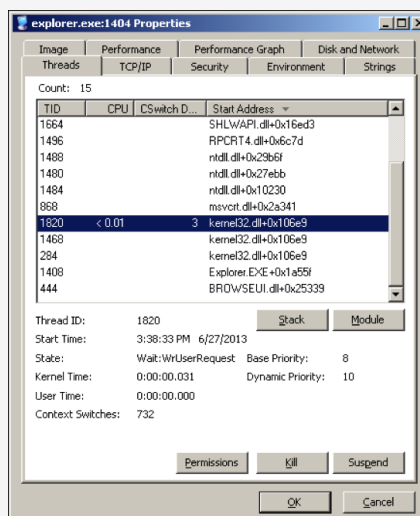 explorer.exe:1404 Properties
Image Performance Performance Graph Disk and Network
Threads TCP/IP Security Environment Strings
Count: 15
TID CPU CSwitch D... Start Address
1664 SHLWAPI.dll+0x16ed3
1496 RPCRT4.dll+0x6c7d
1488 ntdll.dll+0x29b6f
1480 ntdll.dll+0x27ebb
1484 ntdll.dll+0x10230
868 msvcrt.dll+0x2a341
1820 < 0.01 3 kernel32.dll+0x106e9
1468 kernel32.dll+0x106e9
284 kernel32.dll+0x106e9
1408 Explorer.EXE+0x1a55f
444 BROWSEUI.dll+0x25339
Thread ID: 1820 Stack Module
Start Time: 3:38:33 PM 6/27/2013
State: Wait:WrUserRequest Base Priority: 8
Kernel Time: 0:00:00.031 Dynamic Priority: 10
User Time: 0:00:00.000
Context Switches: 732
Permissions Kill Suspend
OK Cancel